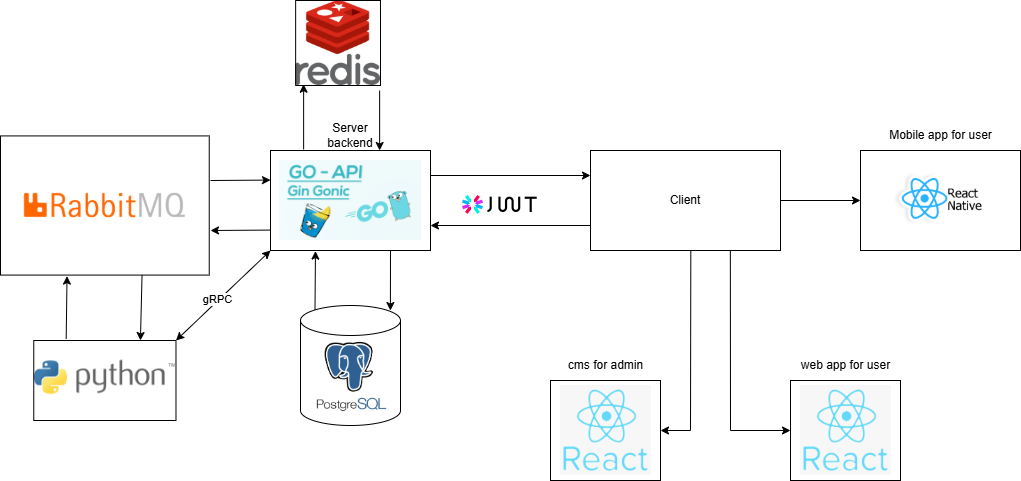 redis
Server
backend
Mobile app for user
GO - API
Gin Gonic
GO
RabbitMQ
JWT
Client
React
Native
gRPC
python™
PostgreSQL
cms for admin
web app for user
React
React